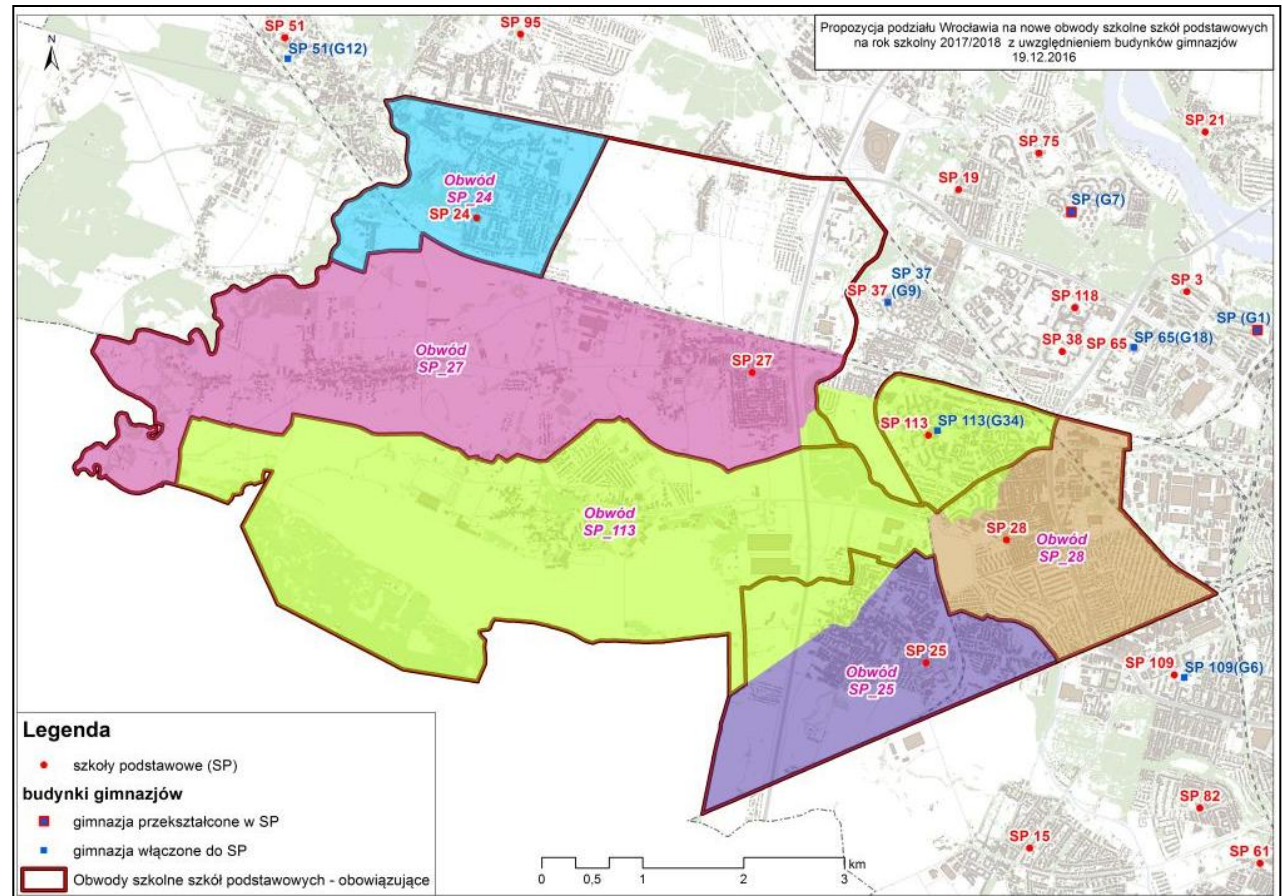 Propozycja podziału Wrocławia na nowe obwody szkolne szkół podstawowych
na rok szkolny 2017/2018 z uwzględnieniem budynków gimnazjów
19.12.2016
N
SP 51
SP 51(G12)
SP 95
SP 21
SP 75
SP 19
SP (G7)
Obwód
SP_24
SP 24
SP 37
SP 37
(G9)
SP 3
SP 118
SP (G1)
SP 38
SP 65
SP 65(G18)
Obwód
SP_27
SP 27
SP 113
SP 113(G34)
Obwód
SP_113
SP 28
Obwód
SP_28
SP 25
Obwód
SP_25
SP 109
SP 109(G6)
SP 82
SP 15
SP 61
Legenda
szkoły podstawowe (SP)
budynki gimnazjów
gimnazja przekształcone w SP
gimnazja włączone do SP
Obwody szkolne szkół podstawowych - obowiązujące
km
0 0,5 1 2 3